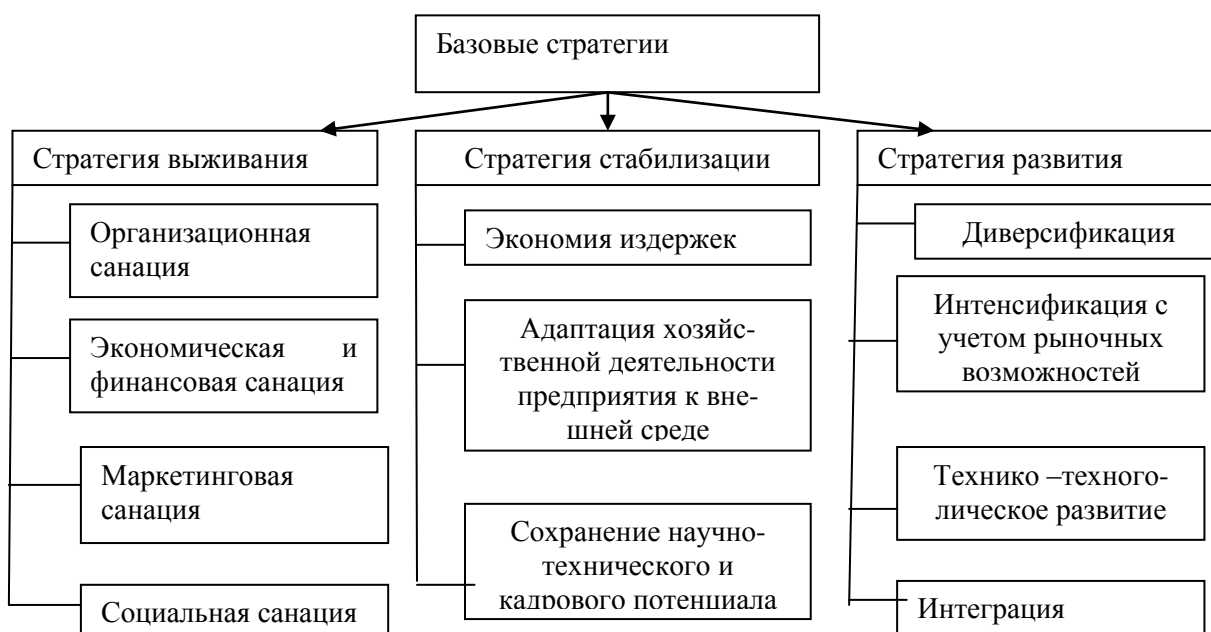 Базовые стратегии
Стратегия выживания
Организационная
санация
Экономическая и
финансовая санация
Маркетинговая
санация
Социальная санация
Стратегия стабилизации
Экономия издержек
Адаптация хозяйс-
твенной деятельности
предприятия к вне-
шней среде
Сохранение научно-
технического и
кадрового потенциала
Стратегия развития
Диверсификация
Интенсификация с
учетом рыночных
возможностей
Технико –техного-
лическое развитие
Интеграция